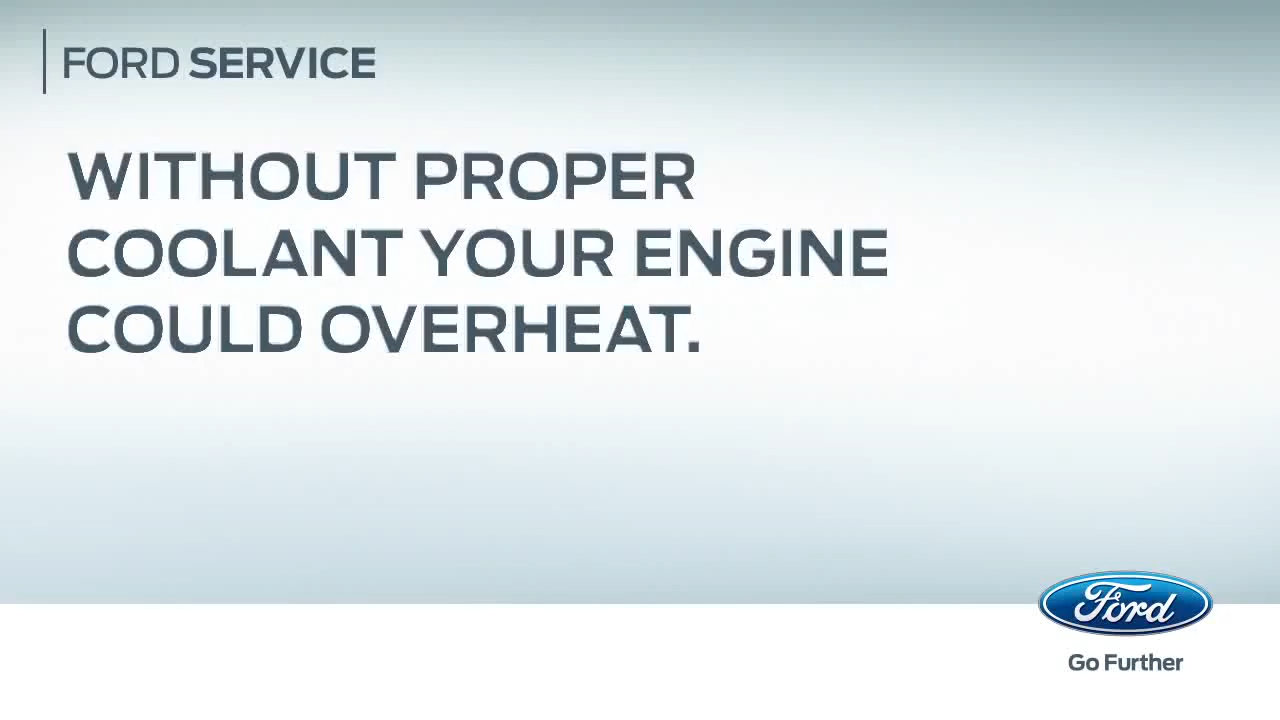 FORD SERVICE
WITHOUT PROPER
COOLANT YOUR ENGINE
COULD OVERHEAT.
Ford
Go Further